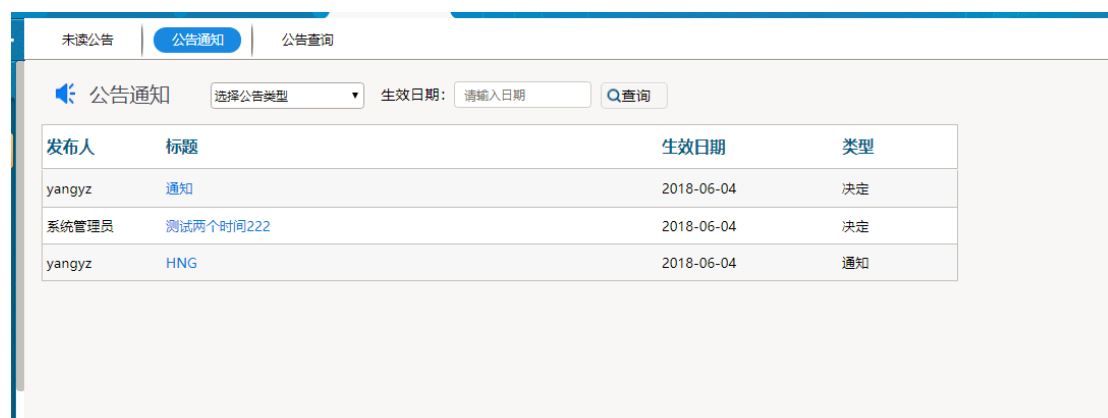 未读公告 公告通知 公告查询
公告通知 选择公告类型 生效日期： 请输入日期 查询
发布人 标题 生效日期 类型
yangyz 通知 2018-06-04 决定
系统管理员 测试两个时间222 2018-06-04 决定
yangyz HNG 2018-06-04 通知